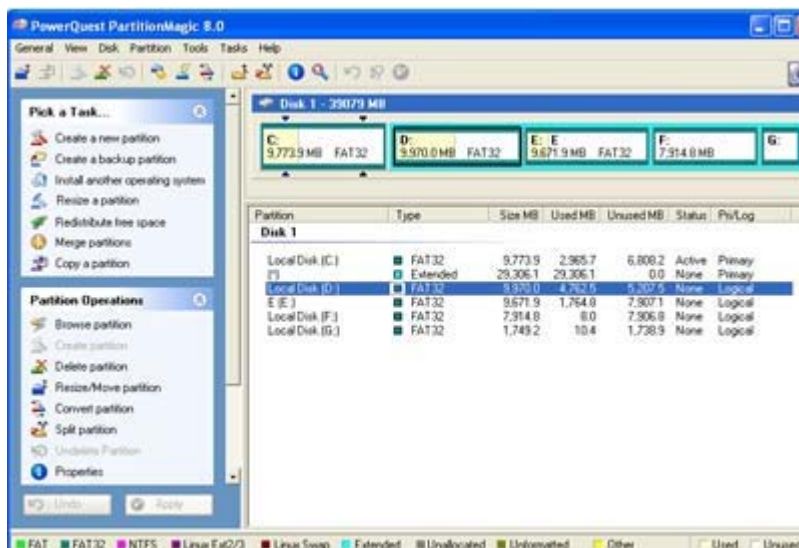 PowerQuest PartitionMagic 8.0
General View Disk Partition Tools Tasks Help
Pick a Task...
Create a new partition
Create a backup partition
Install another operating system
Resize a partition
Redistribute free space
Merge partitions
Copy a partition
Partition Operations
Browse partition
Create partition
Delete partition
Resize/Move partition
Convert partition
Split partition
Undelete Partition
Properties
Undo Apply
Disk 1 - 39079 MB
C: D: E: E F: G:
9,773.9 MB FAT32 9,970.0 MB FAT32 9,671.9 MB FAT32 7,914.8 MB
Partition Type Size MB Used MB Unused MB Status Pri/Log
Disk 1
Local Disk (C:) FAT32 9,773.9 2,965.7 6,808.2 Active Primary
(*) Extended 29,306.1 29,306.1 0.0 None Primary
Local Disk (D:) FAT32 9,970.0 4,762.5 5,207.5 None Logical
E (E:) FAT32 9,671.9 1,764.8 7,907.1 None Logical
Local Disk (F:) FAT32 7,914.8 8.0 7,906.8 None Logical
Local Disk (G:) FAT32 1,749.2 10.4 1,738.9 None Logical
FAT FAT32 NTFS Linux Ext2/3 Linux Swap Extended Unallocated Unformatted Other Used Unused